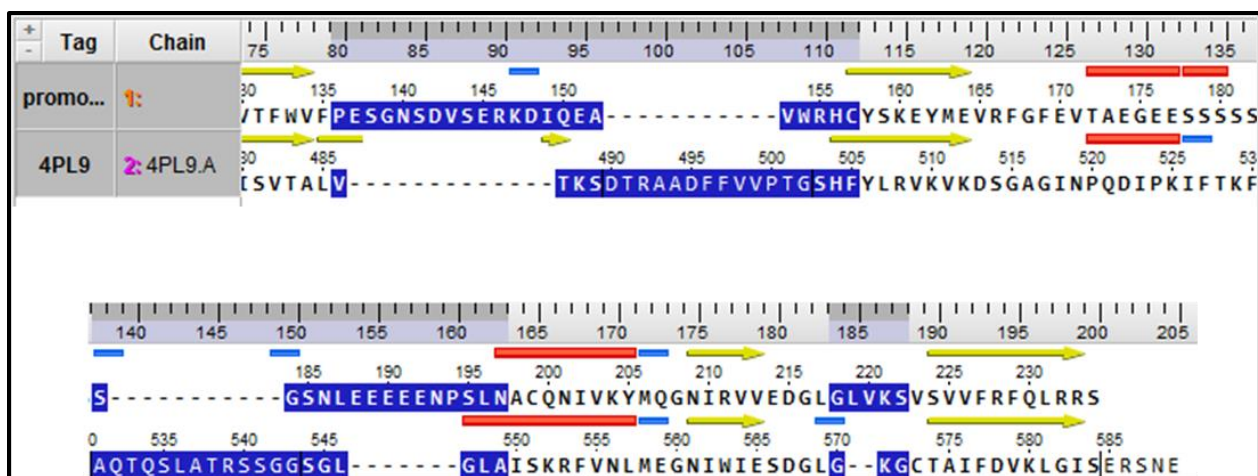 + - Tag Chain 75 80 85 90 95 100 105 110 115 120 125 130 135
30 135 140 145 150 155 160 165 170 175 180
promo... 1: VTFWVFPESGNSDVSERKDIQEA-----------VWRHCYSKEYMEVRFGFEVTAEGEESSSSS
30 485 490 495 500 505 510 515 520 525 530
4PL9 2: 4PL9.A ISVTALV-------------TKSDTRAADFFVVPTGSHFYLRVKVKDSGAGINPQDIPKIFTKF
140 145 150 155 160 165 170 175 180 185 190 195 200 205
185 190 195 200 205 210 215 220 225 230
S-----------GSNLEEEEENPSLNACQNIVKYMQGNIRVVEDGLGLVKSVSVVFRFQLRRS
0 535 540 545 550 555 560 565 570 575 580 585
AQTQSLATRSSGGSGL-------GLAISKRFVNLMEGNIWIESDGLG--KGCTAIFDVKLGISERSNE